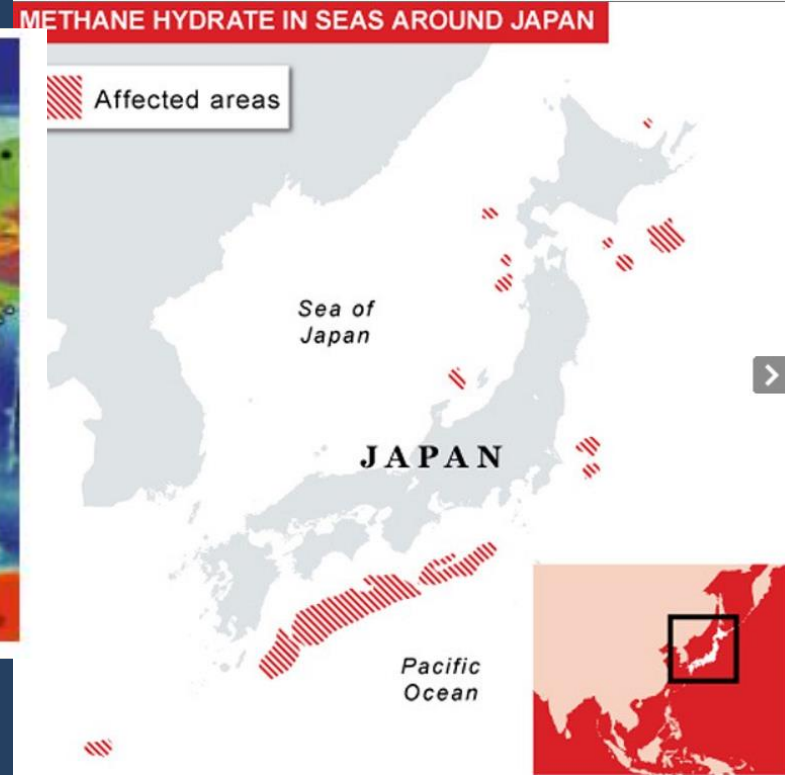 METHANE HYDRATE IN SEAS AROUND JAPAN
Affected areas
Sea of
Japan
JAPAN
Pacific
Ocean